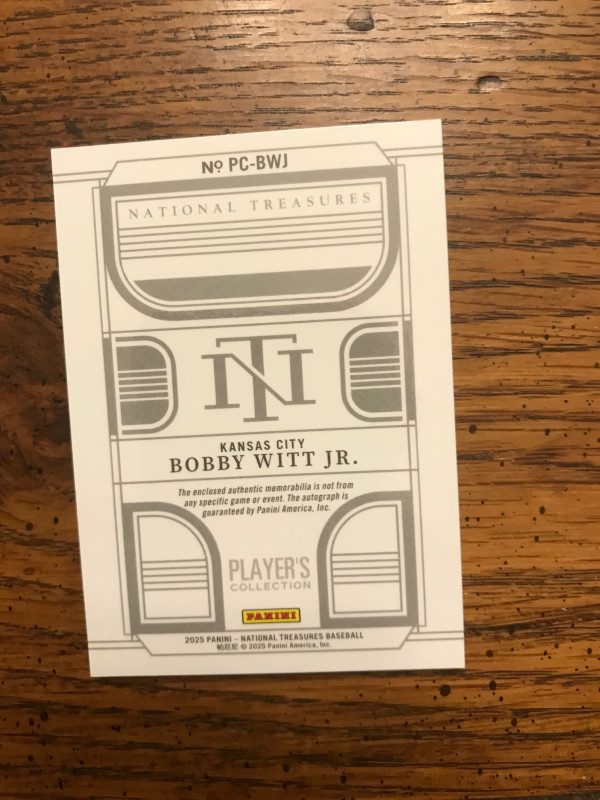 Nº PC-BWJ
NATIONAL TREASURES
NT
KANSAS CITY
BOBBY WITT JR.
The enclosed authentic memorabilia is not from
any specific game or event. The autograph is
guaranteed by Panini America, Inc.
PLAYER'S
COLLECTION
PANINI
2025 PANINI – NATIONAL TREASURES BASEBALL
帕尼尼 © 2025 Panini America, Inc.